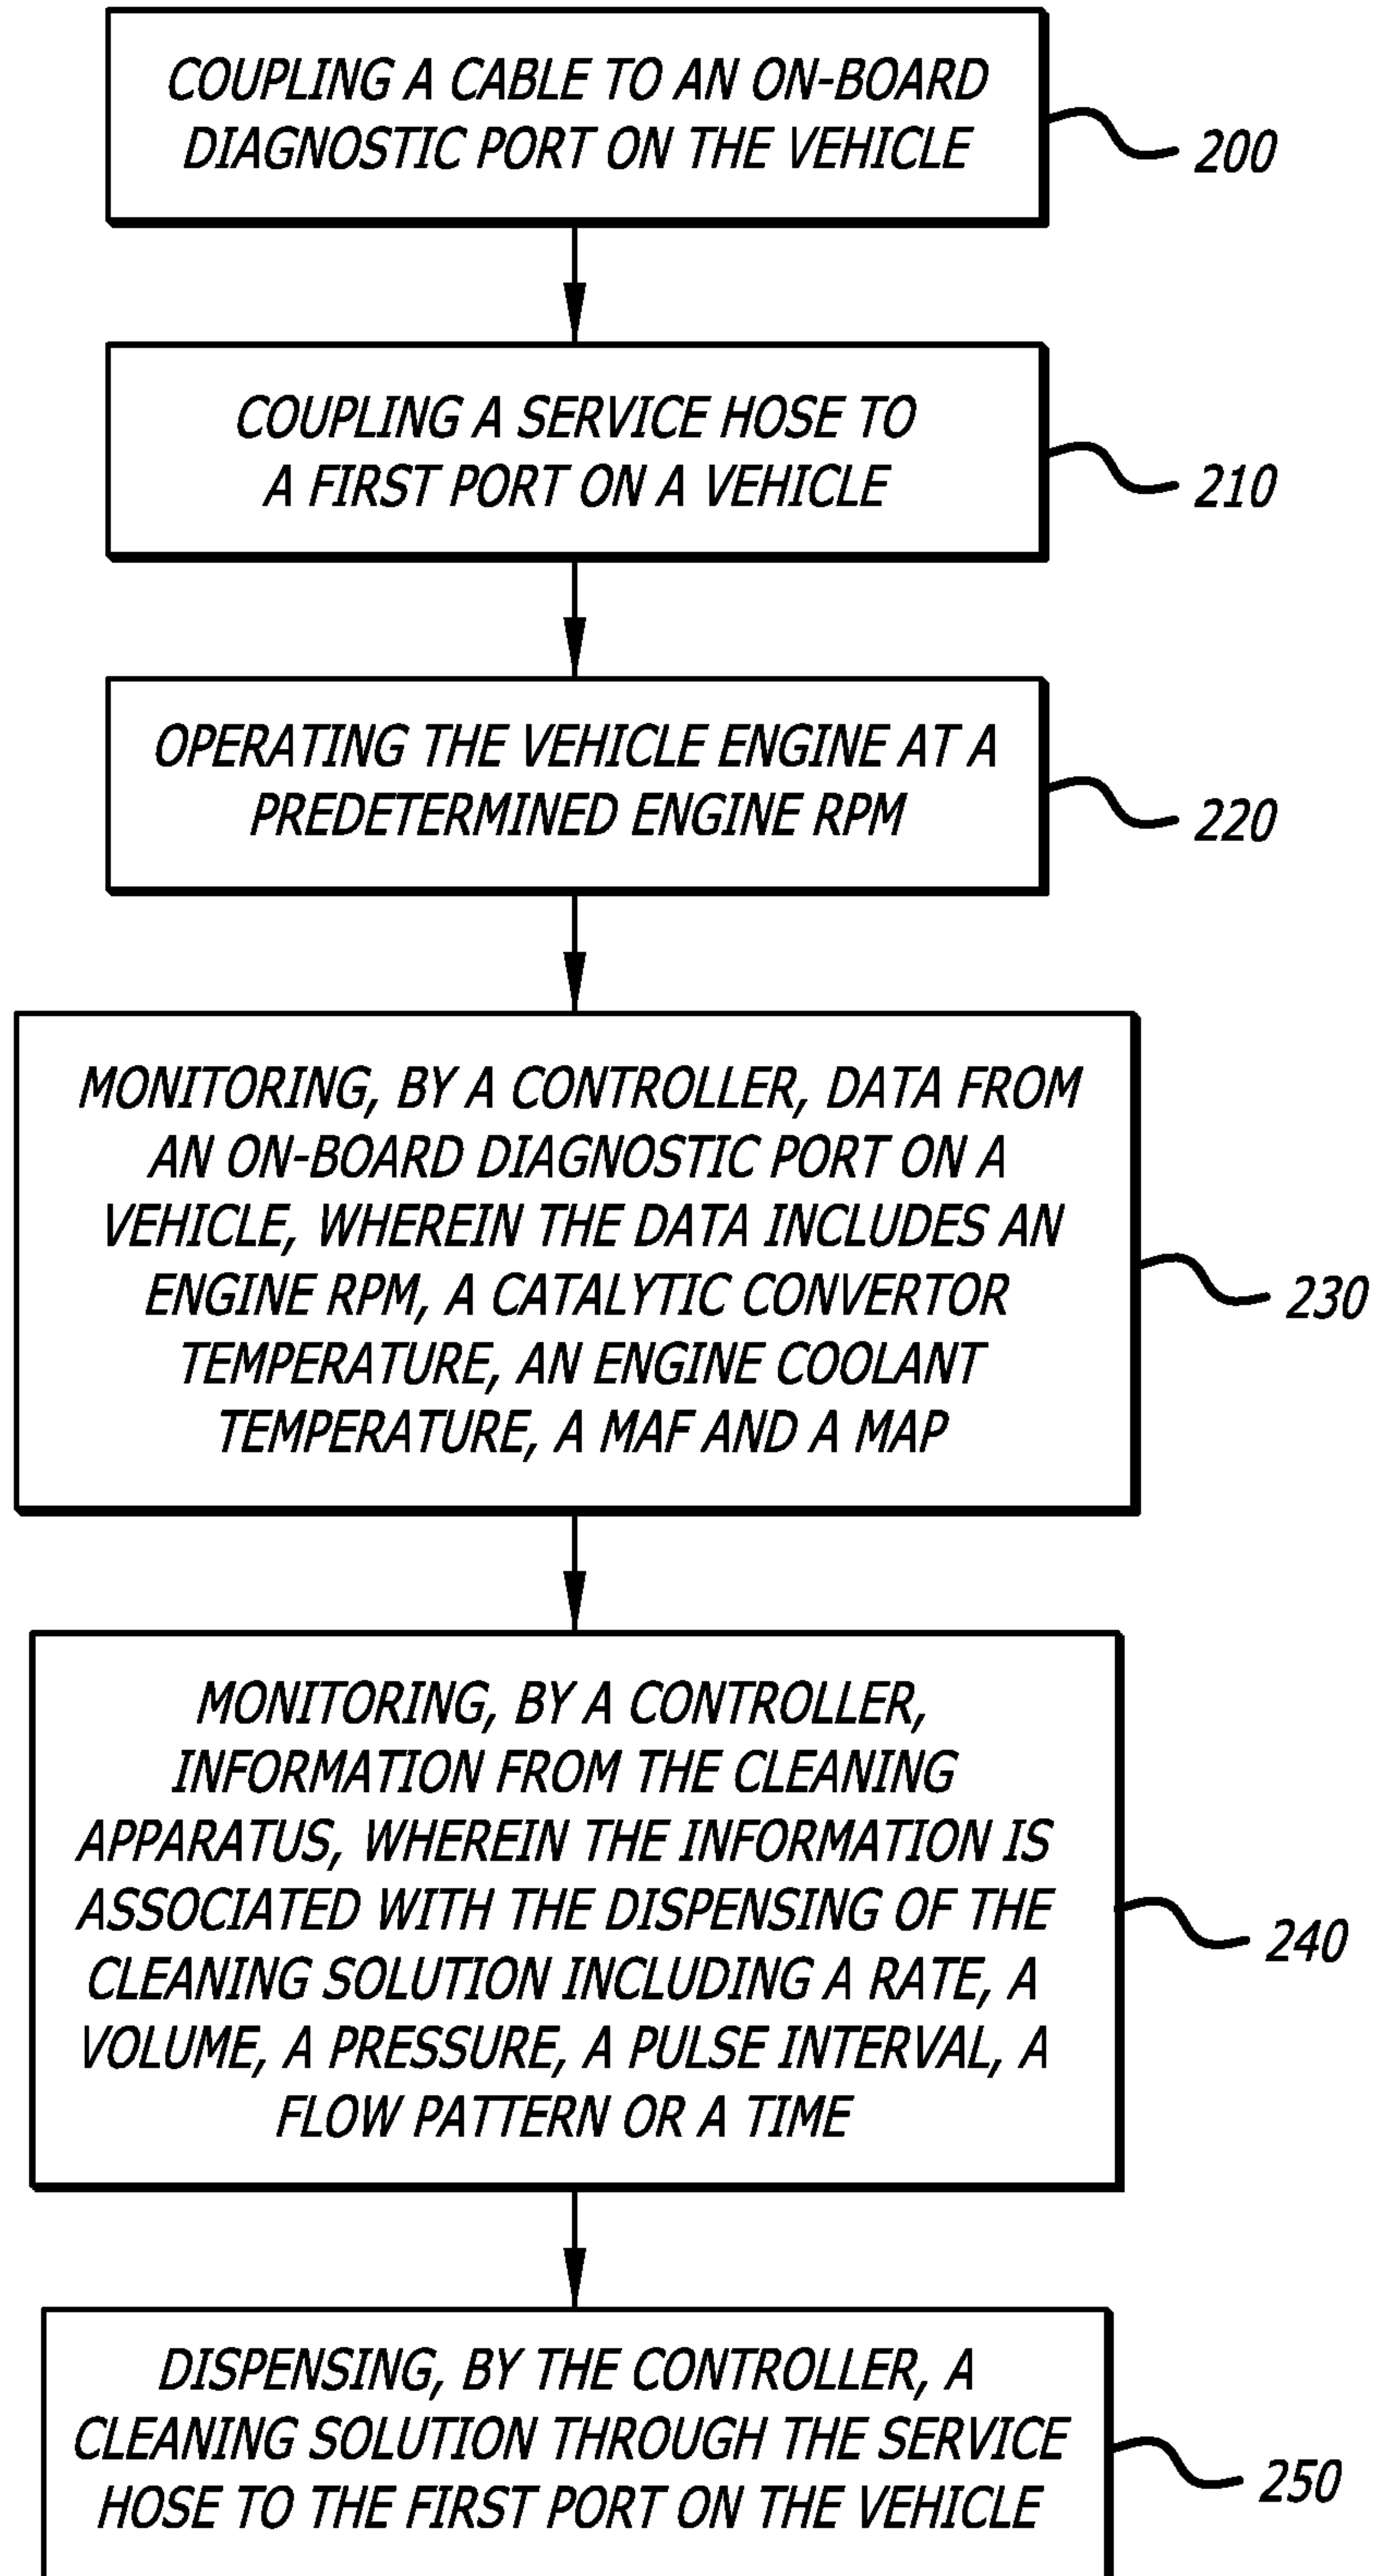 COUPLING A CABLE TO AN ON-BOARD
DIAGNOSTIC PORT ON THE VEHICLE
200
COUPLING A SERVICE HOSE TO
A FIRST PORT ON A VEHICLE
210
OPERATING THE VEHICLE ENGINE AT A
PREDETERMINED ENGINE RPM
220
MONITORING, BY A CONTROLLER, DATA FROM
AN ON-BOARD DIAGNOSTIC PORT ON A
VEHICLE, WHEREIN THE DATA INCLUDES AN
ENGINE RPM, A CATALYTIC CONVERTOR
TEMPERATURE, AN ENGINE COOLANT
TEMPERATURE, A MAF AND A MAP
230
MONITORING, BY A CONTROLLER,
INFORMATION FROM THE CLEANING
APPARATUS, WHEREIN THE INFORMATION IS
ASSOCIATED WITH THE DISPENSING OF THE
CLEANING SOLUTION INCLUDING A RATE, A
VOLUME, A PRESSURE, A PULSE INTERVAL, A
FLOW PATTERN OR A TIME
240
DISPENSING, BY THE CONTROLLER, A
CLEANING SOLUTION THROUGH THE SERVICE
HOSE TO THE FIRST PORT ON THE VEHICLE
250